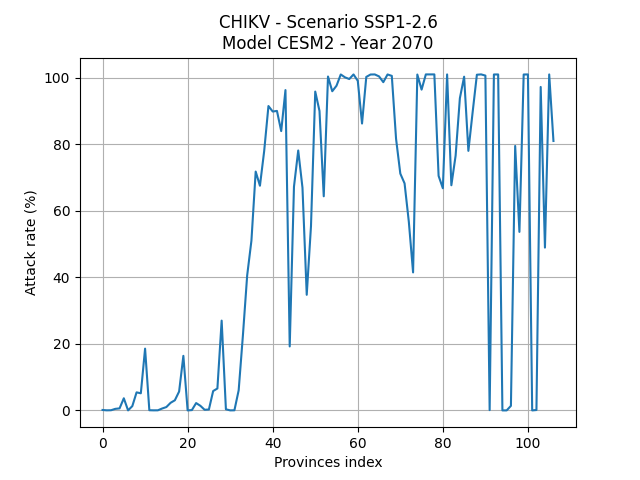 CHIKV - Scenario SSP1-2.6
Model CESM2 - Year 2070
Attack rate (%)
100
80
60
40
20
0
0 20 40 60 80 100
Provinces index